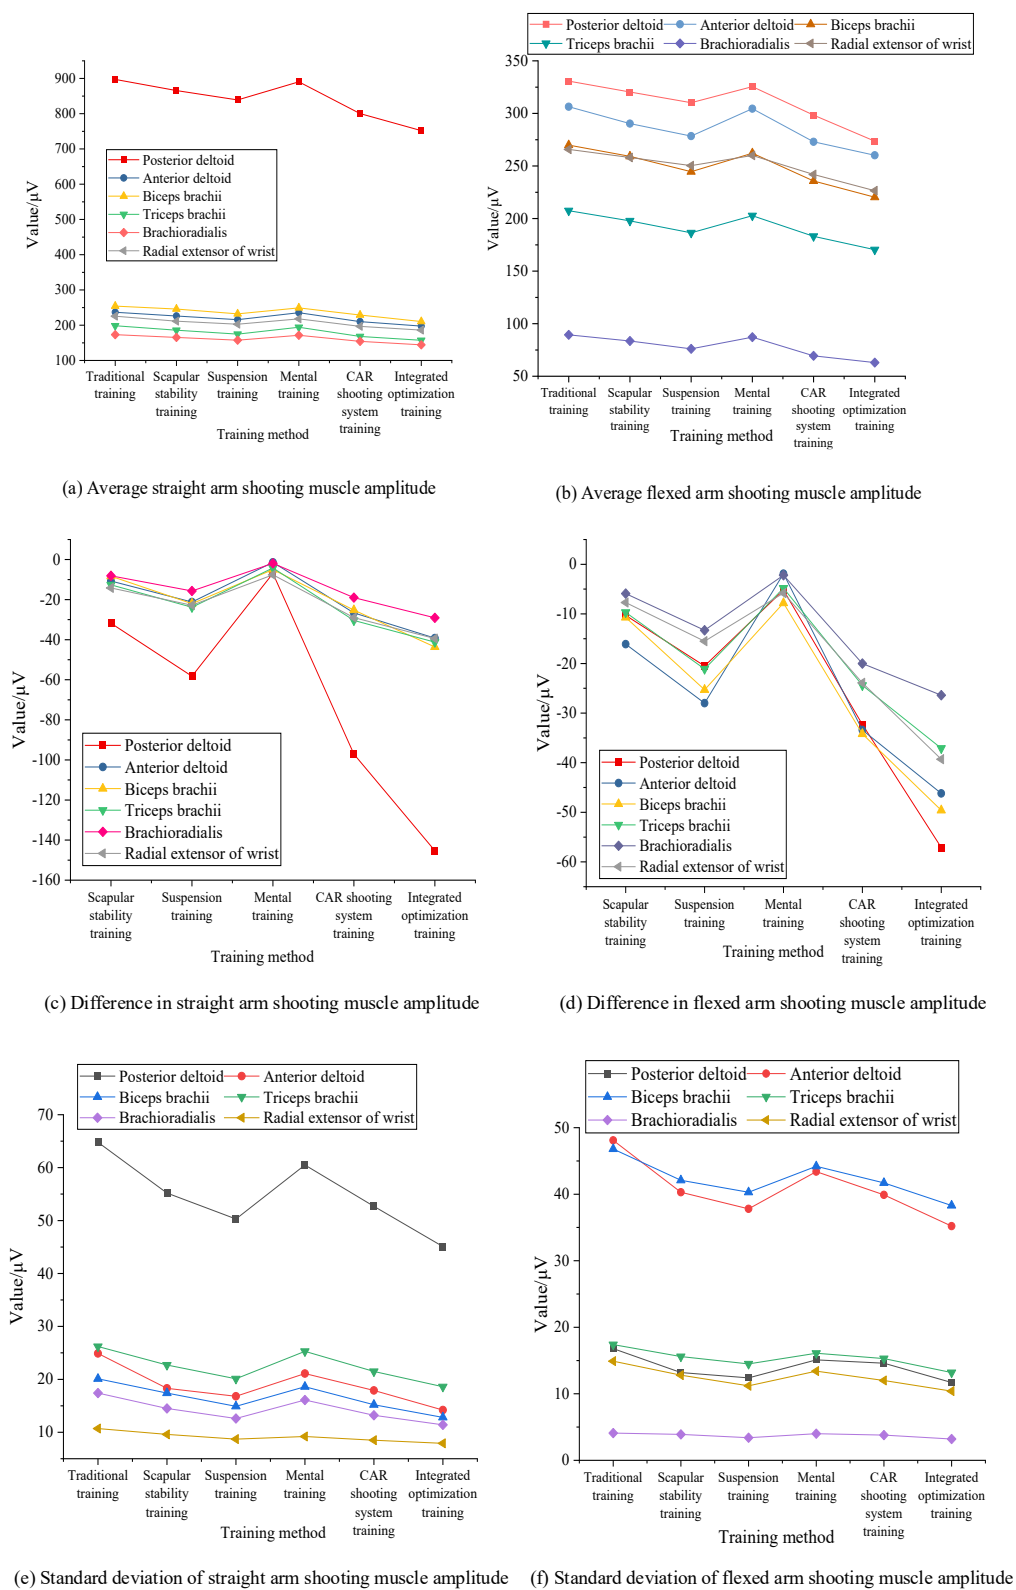 900
800
700
600
500
400
300
200
100
Value/μV
Posterior deltoid
Anterior deltoid
Biceps brachii
Triceps brachii
Brachioradialis
Radial extensor of wrist
Traditional training
Scapular stability training
Suspension training
Mental training
CAR shooting system training
Integrated optimization training
Training method
(a) Average straight arm shooting muscle amplitude
Posterior deltoid Anterior deltoid Biceps brachii
Triceps brachii Brachioradialis Radial extensor of wrist
350
300
250
200
150
100
50
Value/μV
Traditional training
Scapular stability training
Suspension training
Mental training
CAR shooting system training
Integrated optimization training
Training method
(b) Average flexed arm shooting muscle amplitude
0
-20
-40
-60
-80
-100
-120
-140
-160
Value/μV
Posterior deltoid
Anterior deltoid
Biceps brachii
Triceps brachii
Brachioradialis
Radial extensor of wrist
Scapular stability training
Suspension training
Mental training
CAR shooting system training
Integrated optimization training
Training method
(c) Difference in straight arm shooting muscle amplitude
0
-10
-20
-30
-40
-50
-60
Value/μV
Posterior deltoid
Anterior deltoid
Biceps brachii
Triceps brachii
Brachioradialis
Radial extensor of wrist
Scapular stability training
Suspension training
Mental training
CAR shooting system training
Integrated optimization training
Training method
(d) Difference in flexed arm shooting muscle amplitude
Posterior deltoid Anterior deltoid
Biceps brachii Triceps brachii
Brachioradialis Radial extensor of wrist
70
60
50
40
30
20
10
Value/μV
Traditional training
Scapular stability training
Suspension training
Mental training
CAR shooting system training
Integrated optimization training
Training method
(e) Standard deviation of straight arm shooting muscle amplitude
Posterior deltoid Anterior deltoid
Biceps brachii Triceps brachii
Brachioradialis Radial extensor of wrist
50
40
30
20
10
0
Value/μV
Traditional training
Scapular stability training
Suspension training
Mental training
CAR shooting system training
Integrated optimization training
Training method
(f) Standard deviation of flexed arm shooting muscle amplitude